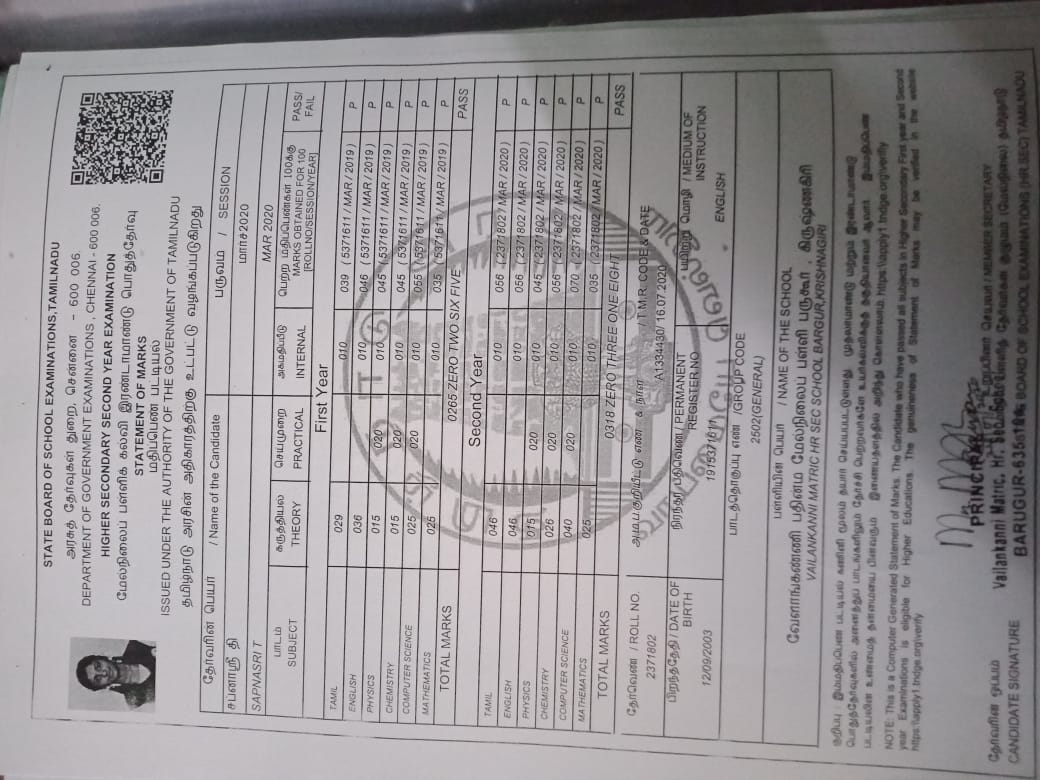 STATE BOARD OF SCHOOL EXAMINATIONS,TAMILNADU
அரசுத் தேர்வுகள் துறை, சென்னை - 600 006.
DEPARTMENT OF GOVERNMENT EXAMINATIONS , CHENNAI - 600 006.
HIGHER SECONDARY SECOND YEAR EXAMINATION
மேல்நிலைப் பள்ளிக் கல்வி இரண்டாமாண்டு பொதுத்தேர்வு
STATEMENT OF MARKS
மதிப்பெண் பட்டியல்
ISSUED UNDER THE AUTHORITY OF THE GOVERNMENT OF TAMILNADU
தமிழ்நாடு அரசின் அதிகாரத்திற்கு உட்பட்டு வழங்கப்படுகிறது
தேர்வரின் பெயர் / Name of the Candidate பருவம் / SESSION
சப்னாஸ்ரீ தி மார்ச்2020
SAPNASRI T MAR 2020
பாடம் SUBJECT கருத்தியல் THEORY செய்முறை PRACTICAL அகமதிப்பீடு INTERNAL பெற்ற மதிப்பெண்கள் 100க்கு MARKS OBTAINED FOR 100 [ROLLNO/SESSION/YEAR] PASS/ FAIL
First Year
TAMIL 029 010 039 ( 5371611 / MAR / 2019 ) P
ENGLISH 036 010 046 ( 5371611 / MAR / 2019 ) P
PHYSICS 015 020 010 045 ( 5371611 / MAR / 2019 ) P
CHEMISTRY 015 020 010 045 ( 5371611 / MAR / 2019 ) P
COMPUTER SCIENCE 025 020 010 055 ( 5371611 / MAR / 2019 ) P
MATHEMATICS 025 010 035 ( 5371611 / MAR / 2019 ) P
TOTAL MARKS 0265 ZERO TWO SIX FIVE PASS
Second Year
TAMIL 046 010 056 ( 2371802 / MAR / 2020 ) P
ENGLISH 046 010 056 ( 2371802 / MAR / 2020 ) P
PHYSICS 015 020 010 045 ( 2371802 / MAR / 2020 ) P
CHEMISTRY 026 020 010 056 ( 2371802 / MAR / 2020 ) P
COMPUTER SCIENCE 040 020 010 070 ( 2371802 / MAR / 2020 ) P
MATHEMATICS 025 010 035 ( 2371802 / MAR / 2020 ) P
TOTAL MARKS 0318 ZERO THREE ONE EIGHT PASS
தேர்வெண் / ROLL NO. / T.M.R. CODE & DATE
2371802 A1334430/ 16.07.2020
பிறந்ததேதி / DATE OF BIRTH நிரந்தர பதிவெண்/ PERMANENT REGISTER NO பயிற்று மொழி / MEDIUM OF INSTRUCTION
12/09/2003 1915371611 ENGLISH
பாடத்தொகுப்பு எண் /GROUP CODE
2502(GENERAL)
பள்ளியின் பெயர் / NAME OF THE SCHOOL
வேளாங்கண்ணி பதின்ம மேல்நிலை பள்ளி பருகூர், கிருஷ்ணகிரி
VAILANKANNI MATRIC HR SEC SCHOOL BARGUR,KRISHNAGIRI
NOTE: This is a Computer Generated Statement of Marks. The Candidate who have passed all subjects in Higher Secondary First year and Second
year Examinations is eligible for Higher Educations. The genuineness of Statement of Marks may be verified in the website
https://apply1.tndge.org/verify
PRINCIPAL
Vailankanni Matric, Hr.
BARUGUR-635
தேர்வரின் ஒப்பம் / MEMBER SECRETARY
CANDIDATE SIGNATURE BOARD OF SCHOOL EXAMINATIONS (HR.SEC) TAMILNADU